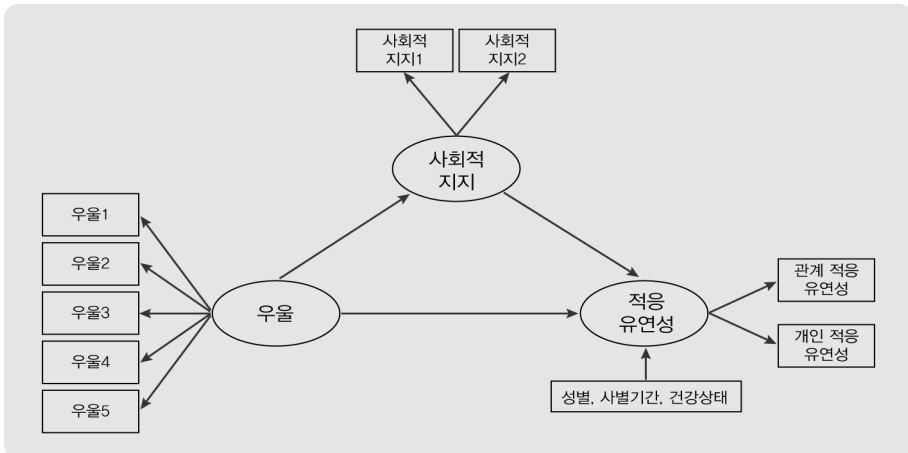 사회적
지지1
사회적
지지2
사회적
지지
우울1
우울2
우울3
우울4
우울5
우울
적응
유연성
관계 적응
유연성
개인 적응
유연성
성별, 사별기간, 건강상태